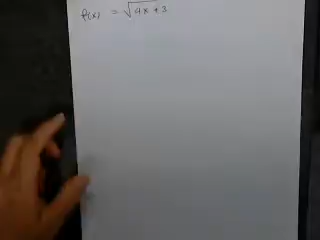 f(x) = √4x+3